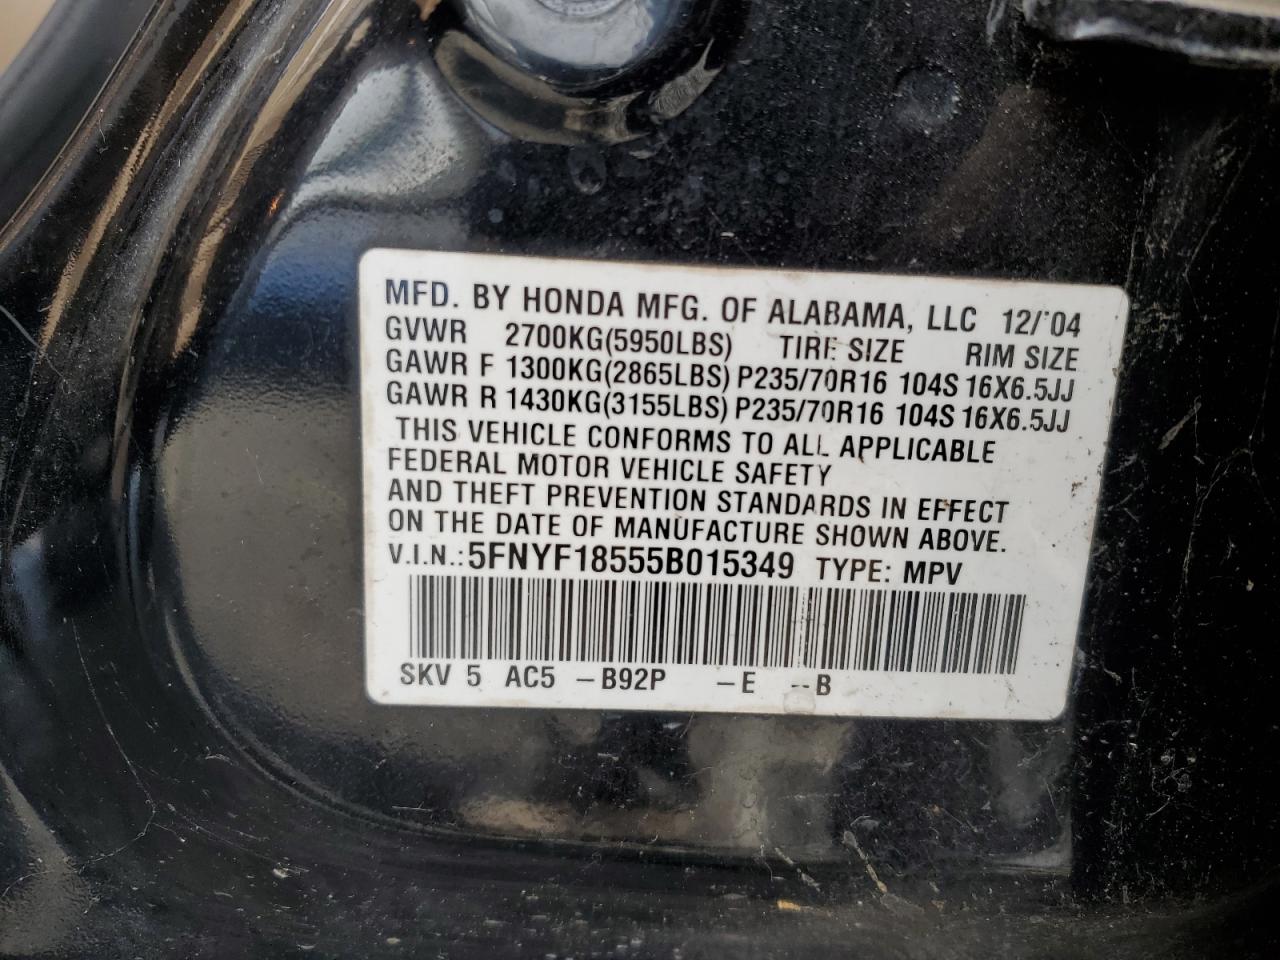 MFD. BY HONDA MFG. OF ALABAMA, LLC 12/'04
GVWR 2700KG(5950LBS) TIRE SIZE RIM SIZE
GAWR F 1300KG(2865LBS) P235/70R16 104S 16X6.5JJ
GAWR R 1430KG(3155LBS) P235/70R16 104S 16X6.5JJ
THIS VEHICLE CONFORMS TO ALL APPLICABLE
FEDERAL MOTOR VEHICLE SAFETY
AND THEFT PREVENTION STANDARDS IN EFFECT
ON THE DATE OF MANUFACTURE SHOWN ABOVE.
V.I.N.: 5FNYF18555B015349 TYPE: MPV
SKV 5 AC5 -B92P -E --B